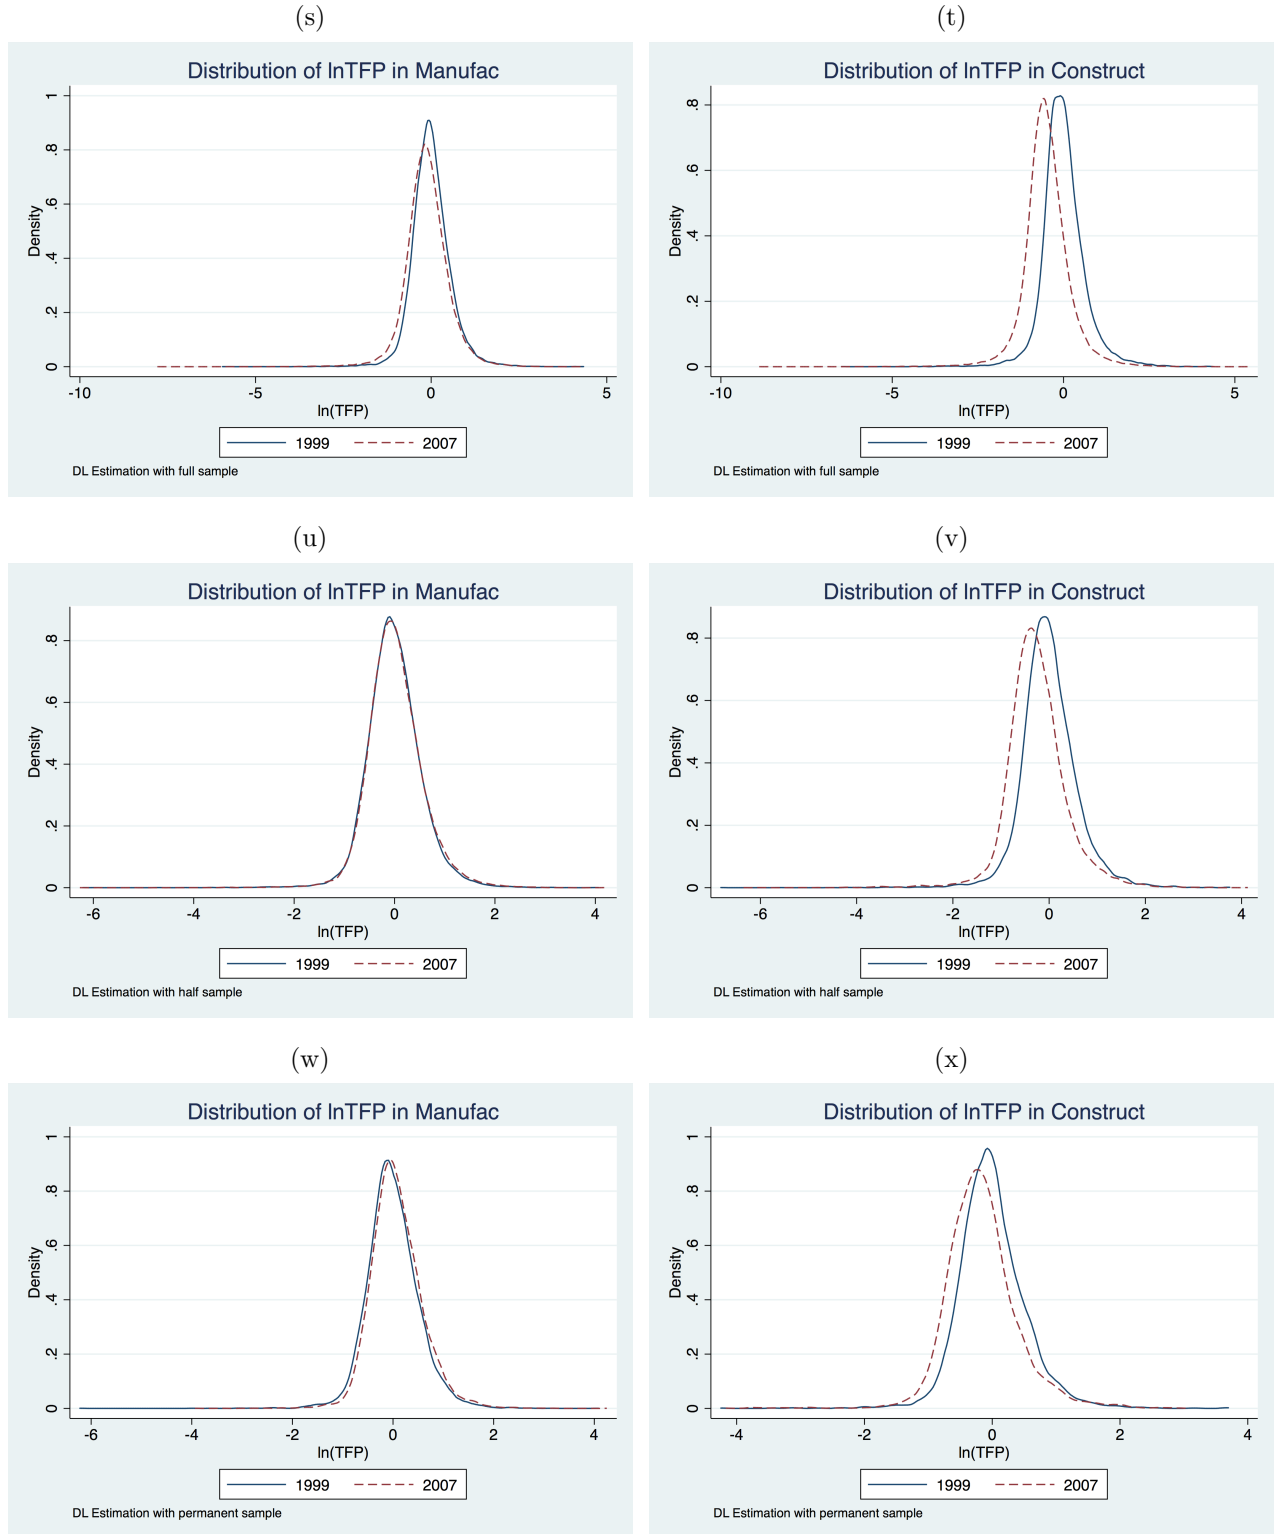 (s)
Distribution of lnTFP in Manufac
Density
1
.8
.6
.4
.2
0
-10 -5 0 5
ln(TFP)
1999 2007
DL Estimation with full sample
(t)
Distribution of lnTFP in Construct
Density
.8
.6
.4
.2
0
-10 -5 0 5
ln(TFP)
1999 2007
DL Estimation with full sample
(u)
Distribution of lnTFP in Manufac
Density
.8
.6
.4
.2
0
-6 -4 -2 0 2 4
ln(TFP)
1999 2007
DL Estimation with half sample
(v)
Distribution of lnTFP in Construct
Density
.8
.6
.4
.2
0
-6 -4 -2 0 2 4
ln(TFP)
1999 2007
DL Estimation with half sample
(w)
Distribution of lnTFP in Manufac
Density
1
.8
.6
.4
.2
0
-6 -4 -2 0 2 4
ln(TFP)
1999 2007
DL Estimation with permanent sample
(x)
Distribution of lnTFP in Construct
Density
1
.8
.6
.4
.2
0
-4 -2 0 2 4
ln(TFP)
1999 2007
DL Estimation with permanent sample